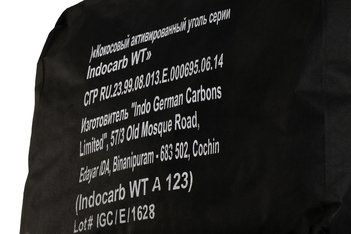 )«Кокосовый активированный уголь серии
Indocarb WT»
СГР RU.23.99.08.013.E.000695.06.14
Изготовитель "Indo German Carbons
Limited", 57/3 Old Mosque Road,
Edayar IDA, Binanipuram - 683 502, Cochin
(Indocarb WT A 123)
Lot # IGC/E/1628